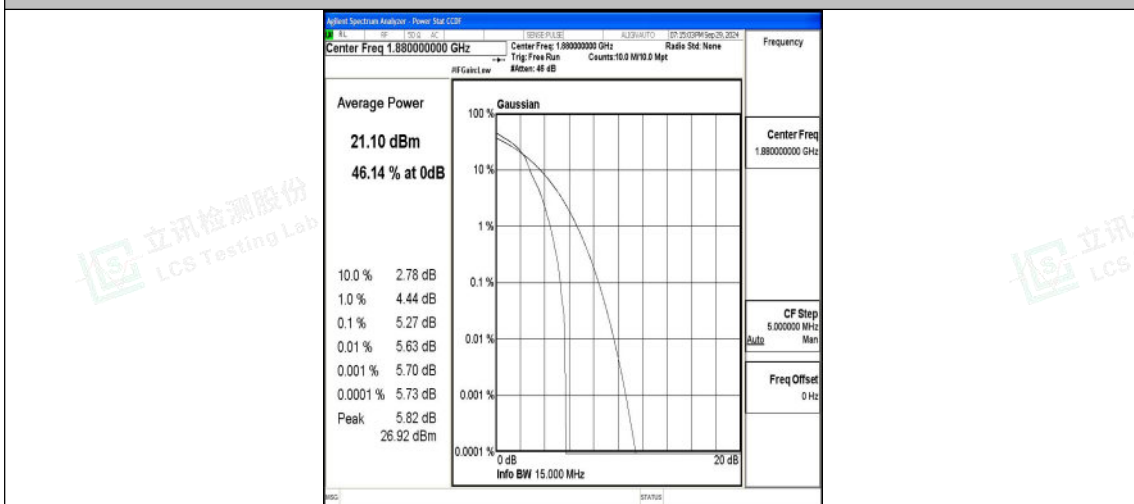 Agilent Spectrum Analyzer - Power Stat CCDF
RL RF 50 Ω AC SENSE:PULSE ALIGNAUTO 07:15:03PM Sep 29, 2024
Center Freq 1.880000000 GHz
Center Freq: 1.880000000 GHz Radio Std: None
Trig: Free Run Counts:10.0 M/10.0 Mpt
#IFGain:Low #Atten: 46 dB
Frequency
Average Power
21.10 dBm
46.14 % at 0dB
10.0 % 2.78 dB
1.0 % 4.44 dB
0.1 % 5.27 dB
0.01 % 5.63 dB
0.001 % 5.70 dB
0.0001 % 5.73 dB
Peak 5.82 dB
26.92 dBm
Gaussian
100 %
10 %
1 %
0.1 %
0.01 %
0.001 %
0.0001 %
0 dB 20 dB
Info BW 15.000 MHz
Center Freq
1.880000000 GHz
CF Step
5.000000 MHz
Auto Man
Freq Offset
0 Hz
MSG STATUS
立讯检测股份
LCS Testing Lab
立讯
LCS